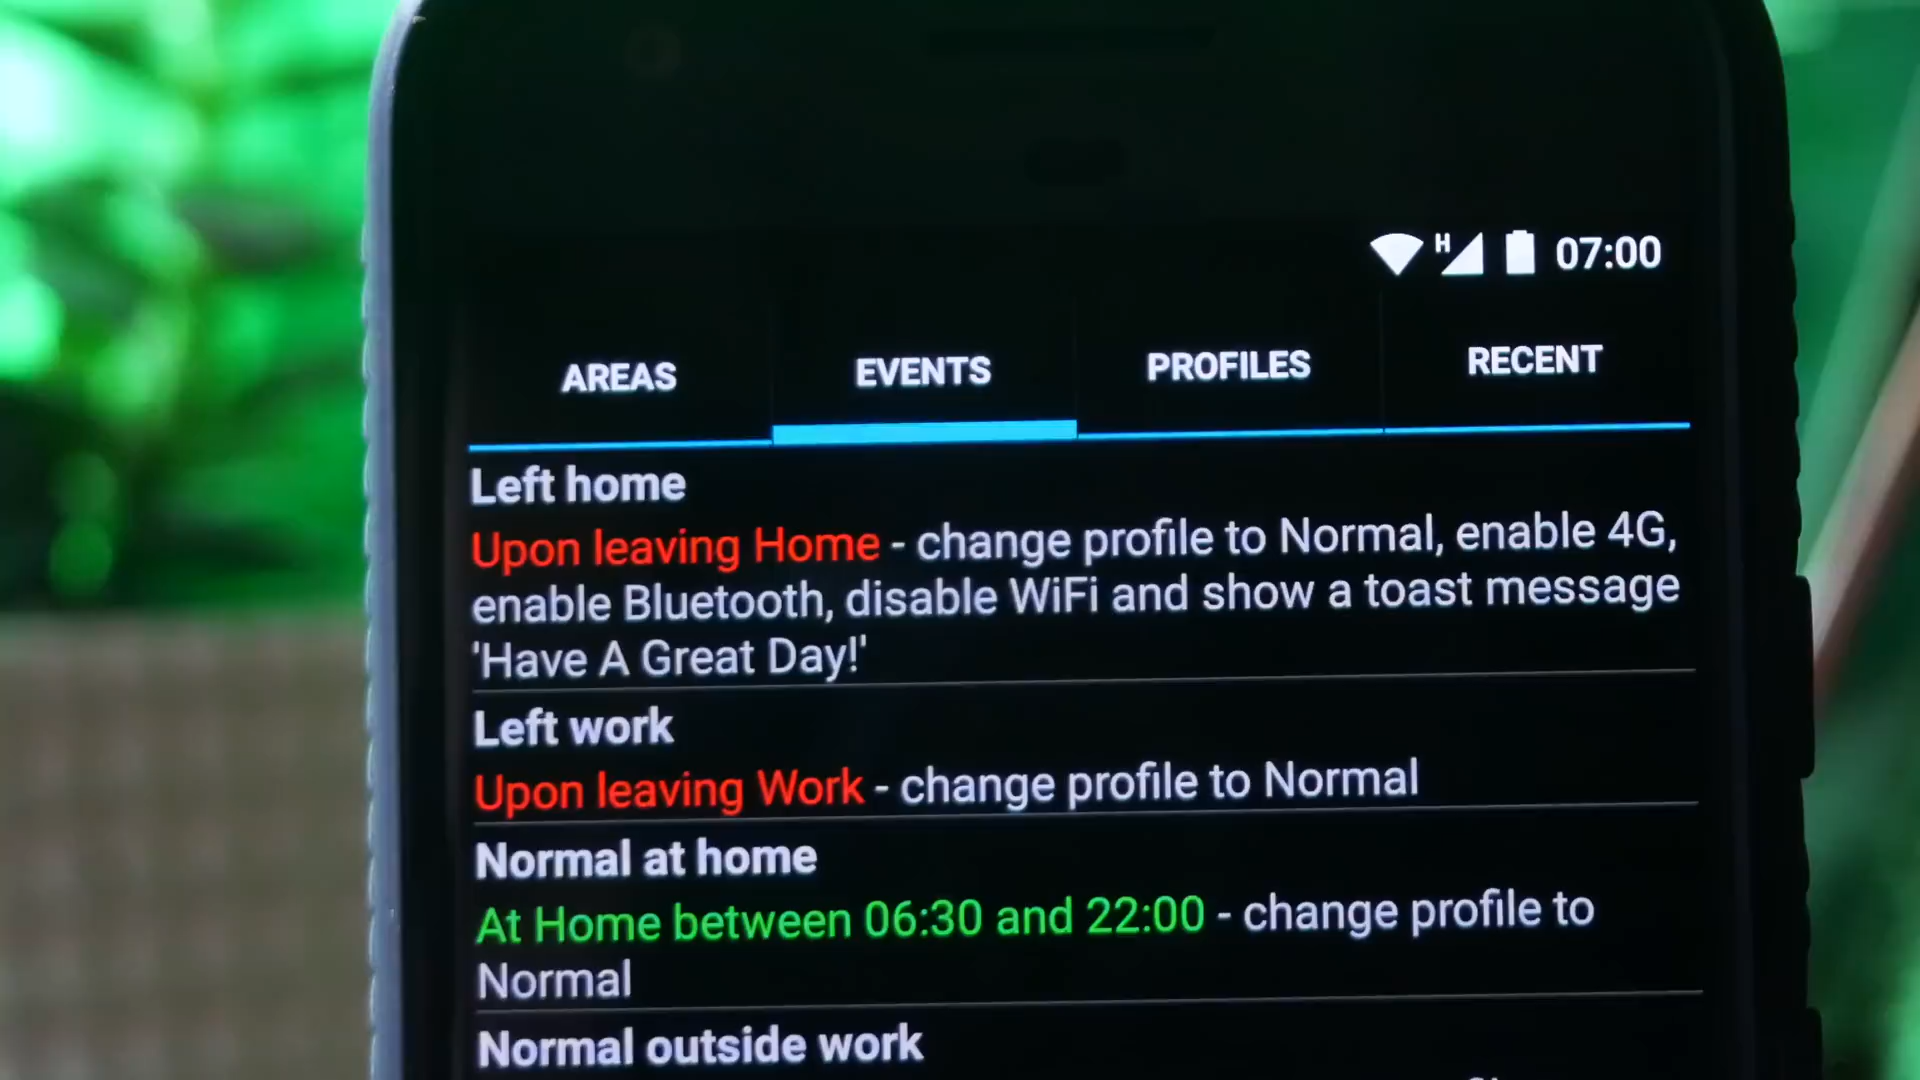 H 07:00
AREAS EVENTS PROFILES RECENT
Left home
Upon leaving Home - change profile to Normal, enable 4G,
enable Bluetooth, disable WiFi and show a toast message
'Have A Great Day!'
Left work
Upon leaving Work - change profile to Normal
Normal at home
At Home between 06:30 and 22:00 - change profile to
Normal
Normal outside work